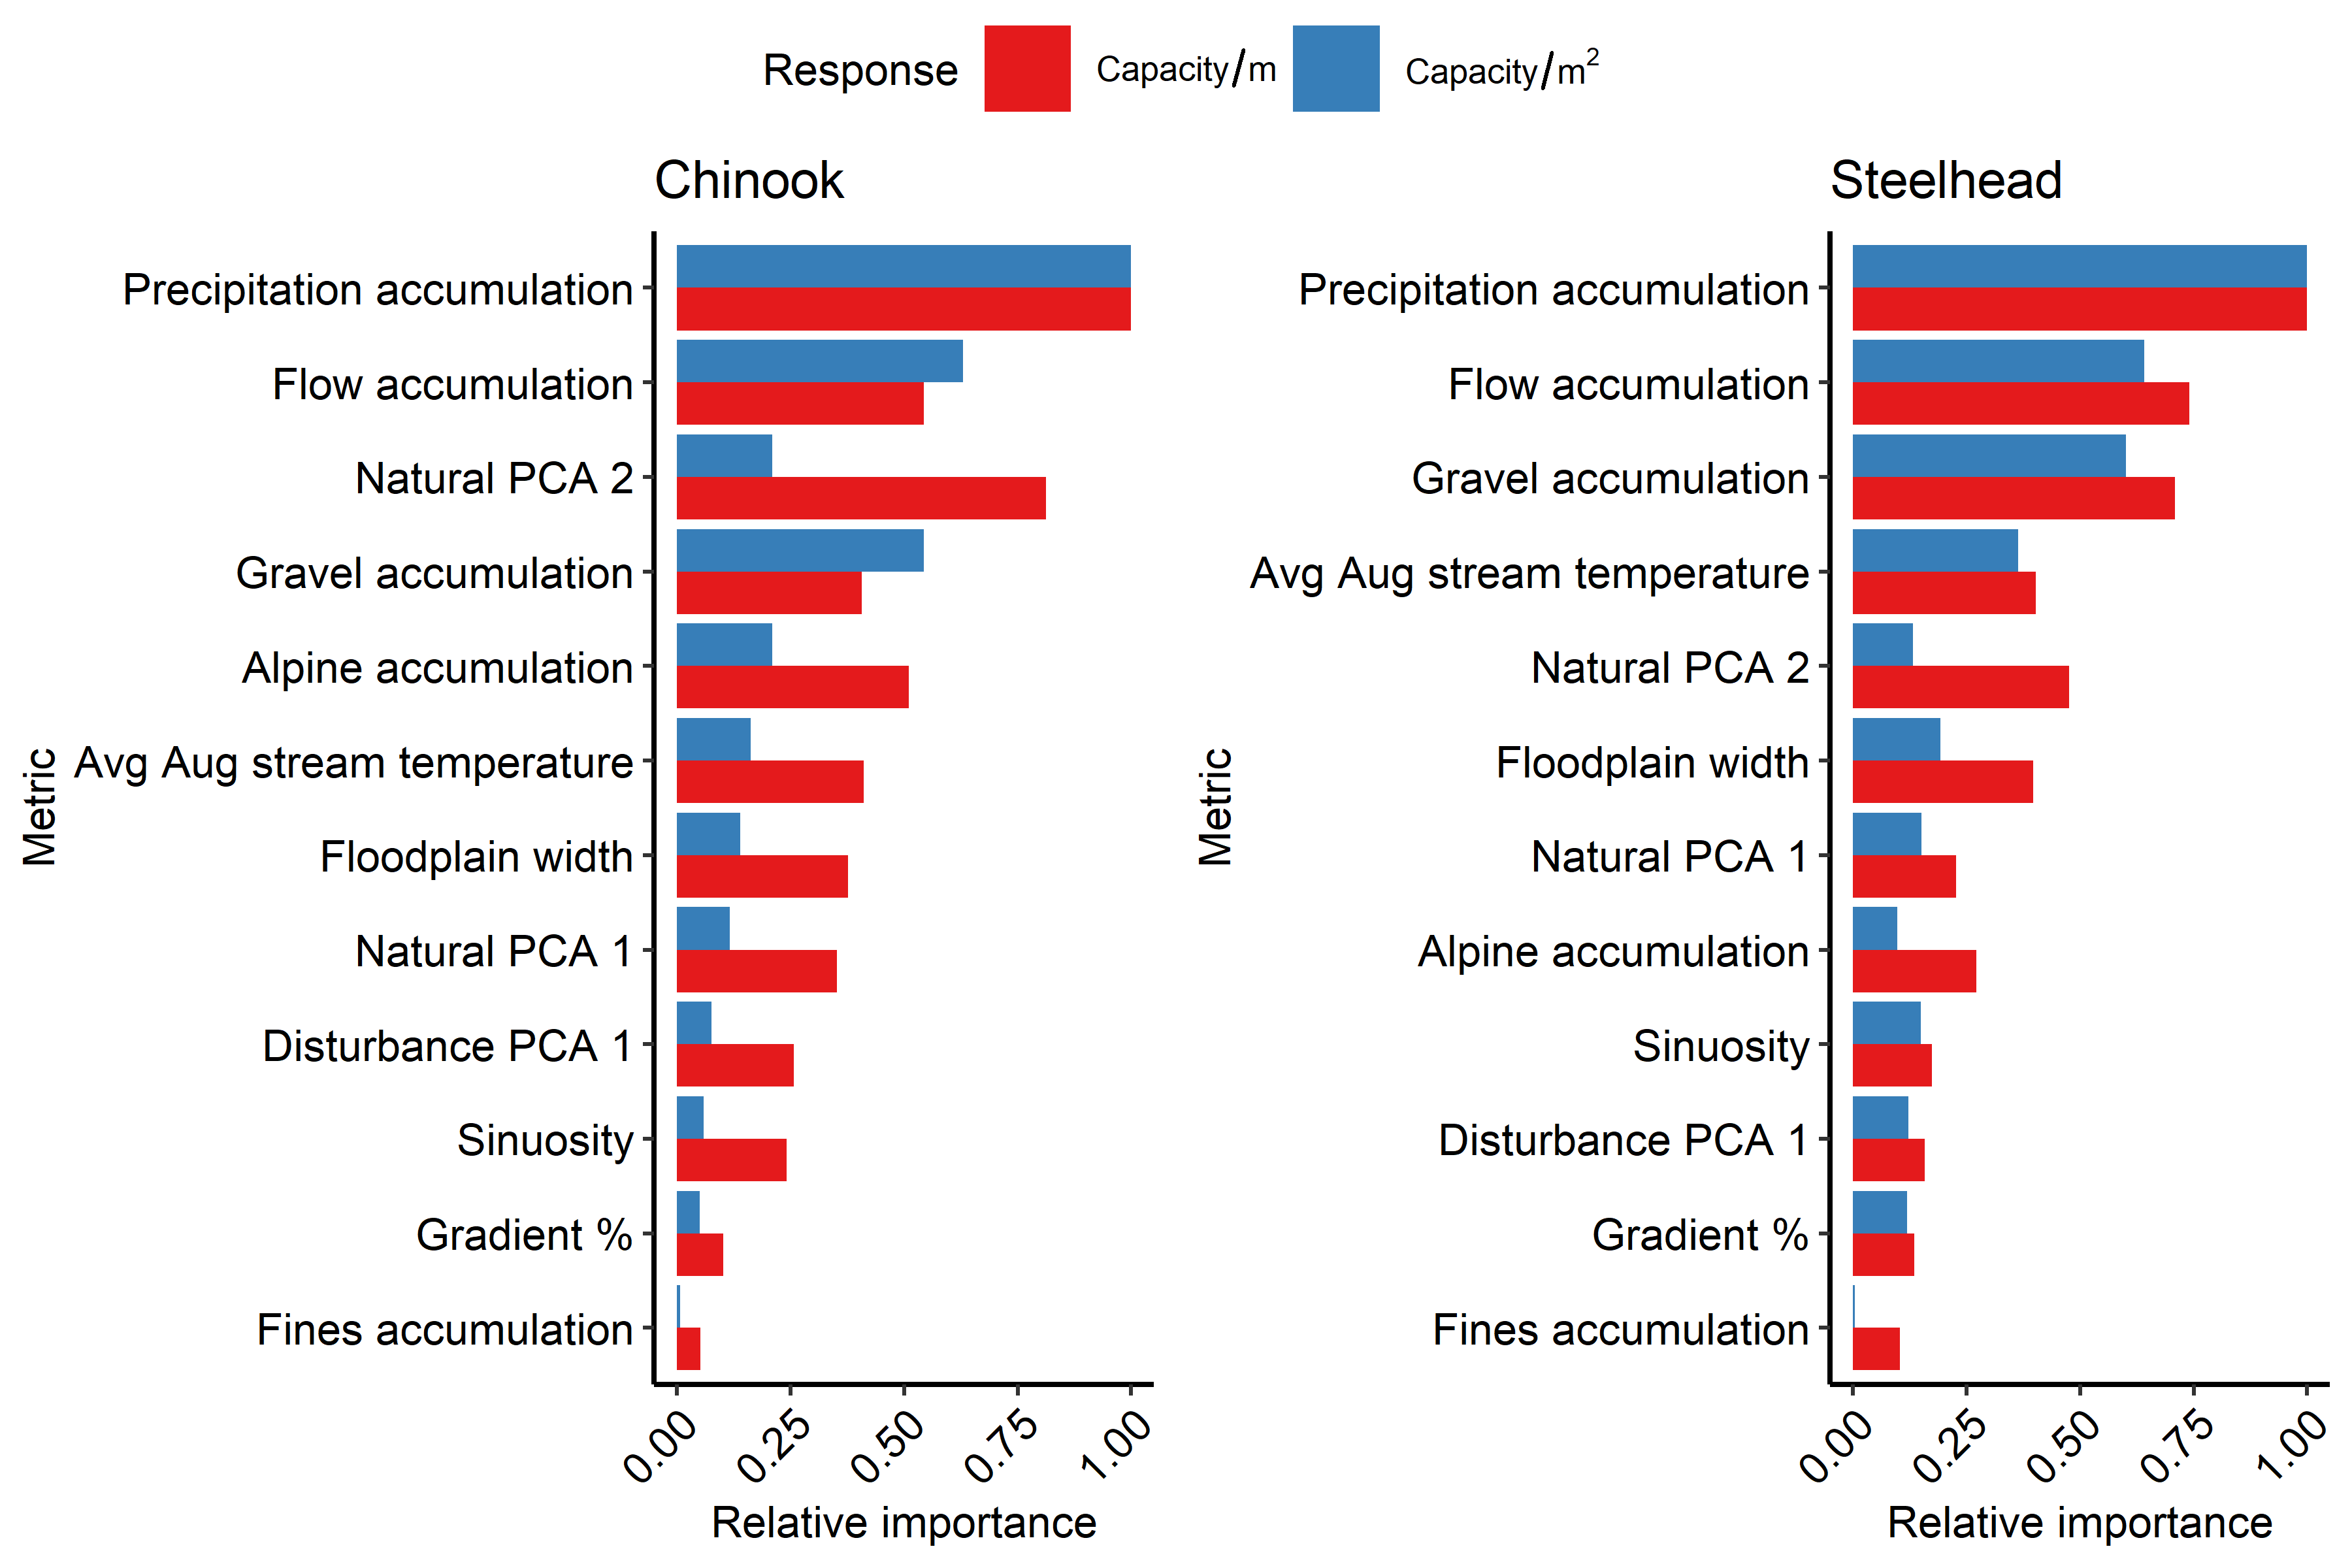 Response Capacity/m Capacity/m²
Chinook
Metric
Precipitation accumulation
Flow accumulation
Natural PCA 2
Gravel accumulation
Alpine accumulation
Avg Aug stream temperature
Floodplain width
Natural PCA 1
Disturbance PCA 1
Sinuosity
Gradient %
Fines accumulation
0.00 0.25 0.50 0.75 1.00
Relative importance
Steelhead
Metric
Precipitation accumulation
Flow accumulation
Gravel accumulation
Avg Aug stream temperature
Natural PCA 2
Floodplain width
Natural PCA 1
Alpine accumulation
Sinuosity
Disturbance PCA 1
Gradient %
Fines accumulation
0.00 0.25 0.50 0.75 1.00
Relative importance